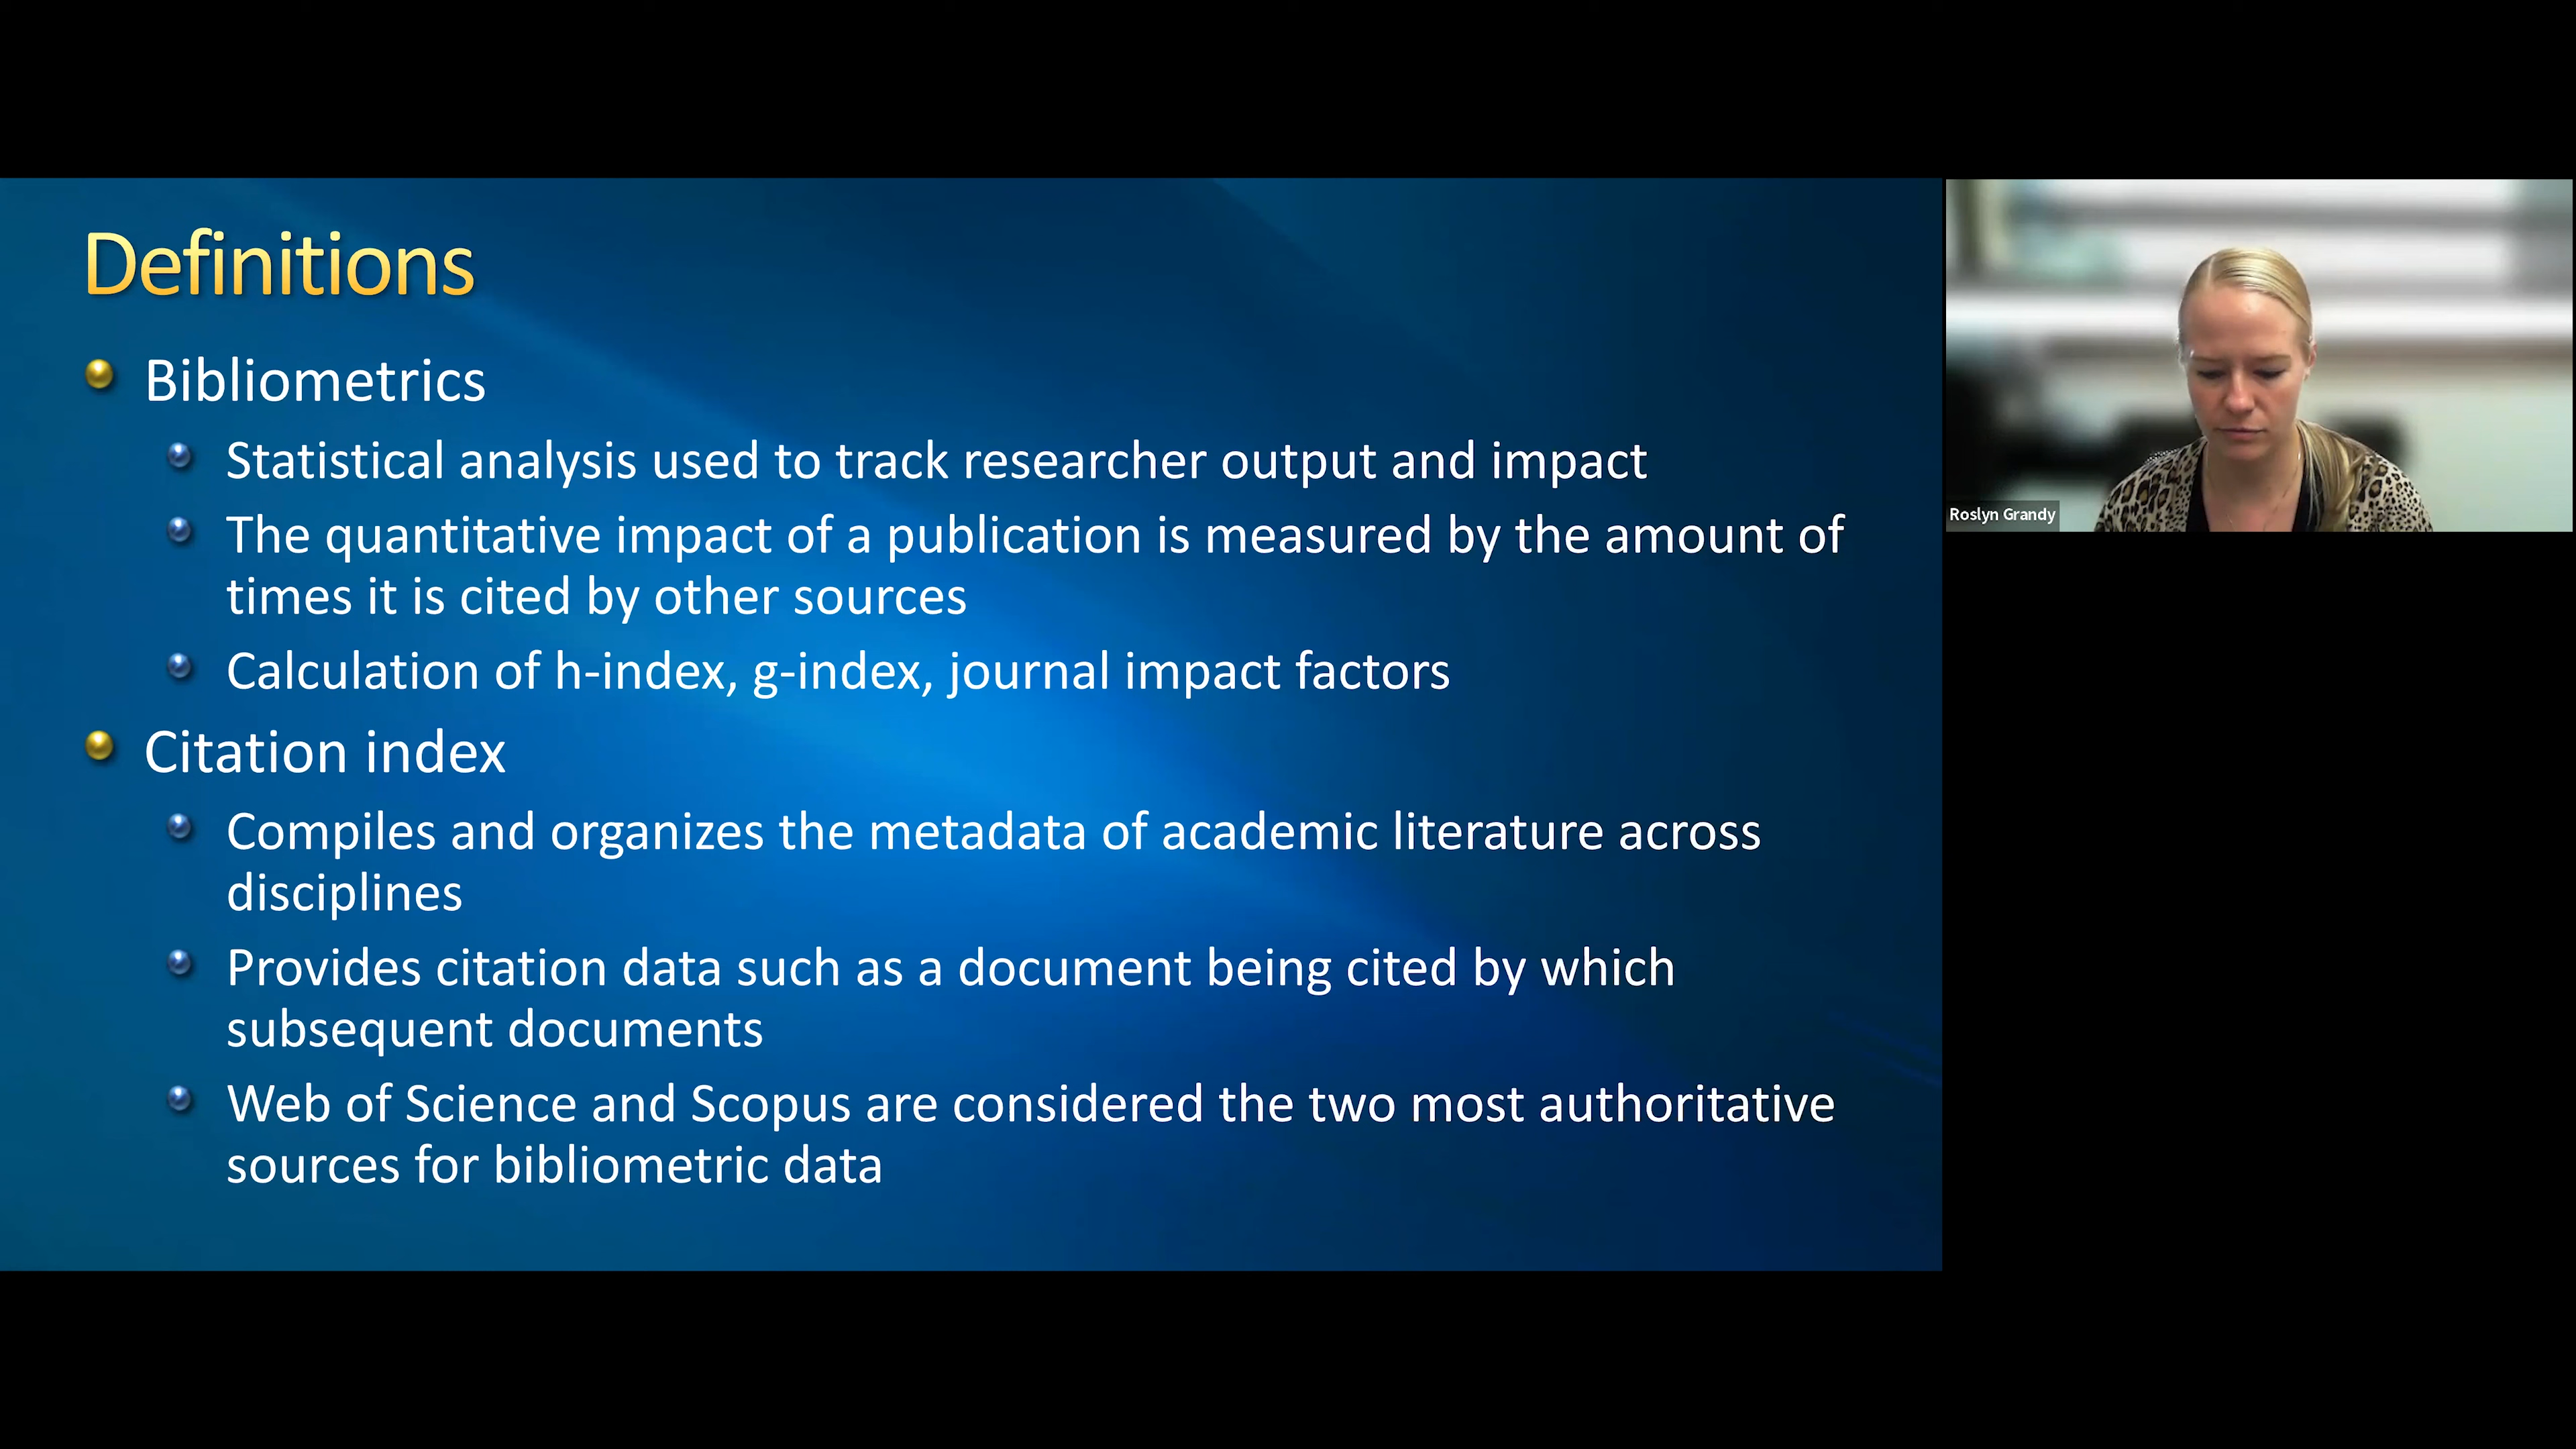 Definitions
Bibliometrics
Statistical analysis used to track researcher output and impact
The quantitative impact of a publication is measured by the amount of
times it is cited by other sources
Calculation of h-index, g-index, journal impact factors
Citation index
Compiles and organizes the metadata of academic literature across
disciplines
Provides citation data such as a document being cited by which
subsequent documents
Web of Science and Scopus are considered the two most authoritative
sources for bibliometric data
Roslyn Grandy